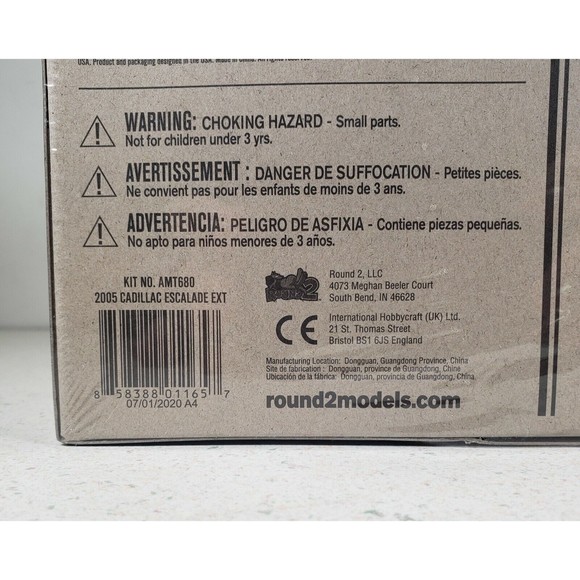 USA. Product and packaging designed in the USA. Made in China. All rights reserved.
WARNING: CHOKING HAZARD - Small parts.
Not for children under 3 yrs.
AVERTISSEMENT : DANGER DE SUFFOCATION - Petites pièces.
Ne convient pas pour les enfants de moins de 3 ans.
ADVERTENCIA: PELIGRO DE ASFIXIA - Contiene piezas pequeñas.
No apto para niños menores de 3 años.
KIT NO. AMT680
2005 CADILLAC ESCALADE EXT
8 58388 01165 7
07/01/2020 A4
Round 2
Round 2, LLC
4073 Meghan Beeler Court
South Bend, IN 46628
CE
International Hobbycraft (UK) Ltd.
21 St. Thomas Street
Bristol BS1 6JS England
Manufacturing Location: Dongguan, Guangdong Province, China
Site de fabrication : Dongguan, province de Guangdong, Chine
Ubicación de la fábrica: Dongguan, provincia de Guangdong, China.
round2models.com